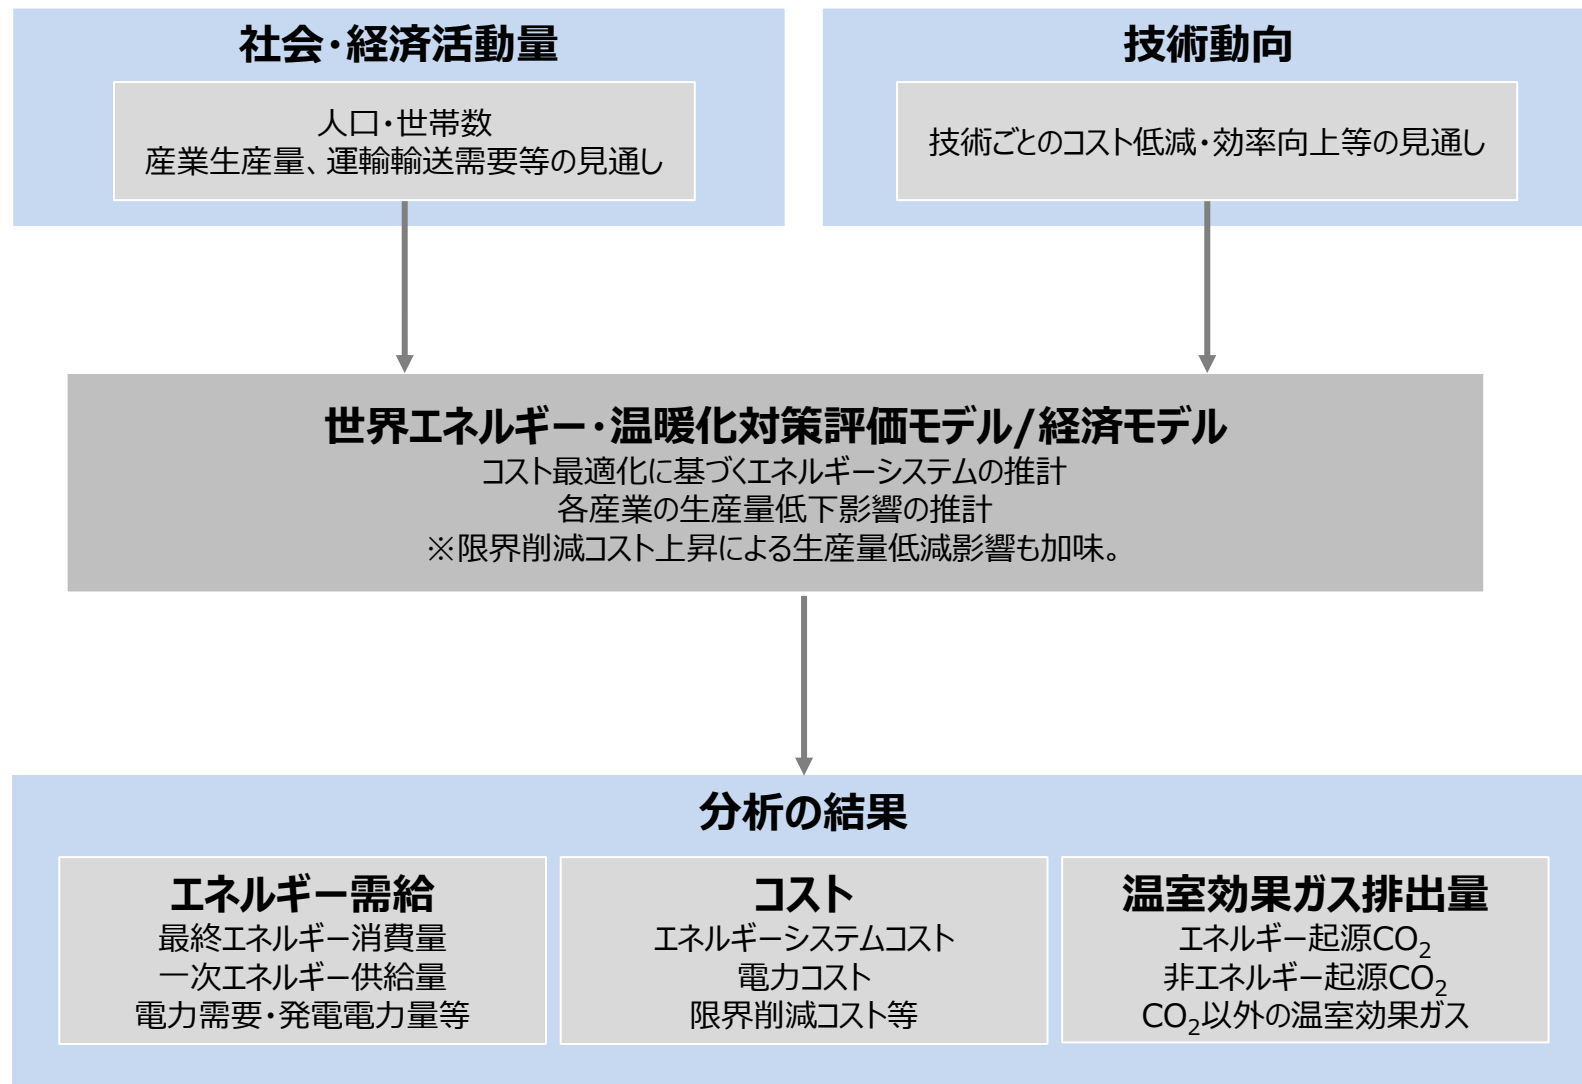 社会・経済活動量
人口・世帯数
産業生産量、運輸輸送需要等の見通し
技術動向
技術ごとのコスト低減・効率向上等の見通し
世界エネルギー・温暖化対策評価モデル/経済モデル
コスト最適化に基づくエネルギーシステムの推計
各産業の生産量低下影響の推計
※限界削減コスト上昇による生産量低減影響も加味。
分析の結果
エネルギー需給
最終エネルギー消費量
一次エネルギー供給量
電力需要・発電電力量等
コスト
エネルギーシステムコスト
電力コスト
限界削減コスト等
温室効果ガス排出量
エネルギー起源CO₂
非エネルギー起源CO₂
CO₂以外の温室効果ガス